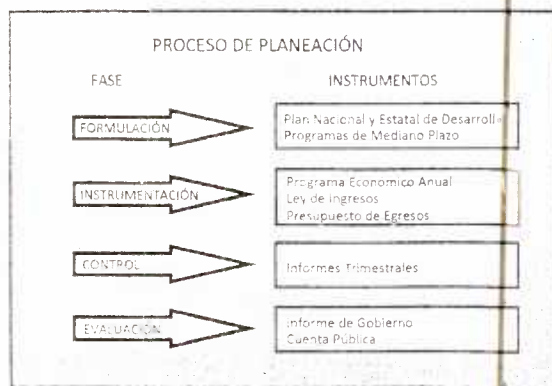 PROCESO DE PLANEACIÓN
FASE INSTRUMENTOS
FORMULACIÓN
Plan Nacional y Estatal de Desarroll
Programas de Mediano Plazo
INSTRUMENTACIÓN
Programa Economico Anual
Ley de Ingresos
Presupuesto de Egresos
CONTROL
Informes Trimestrales
EVALUACIÓN
Informe de Gobierno
Cuenta Pública